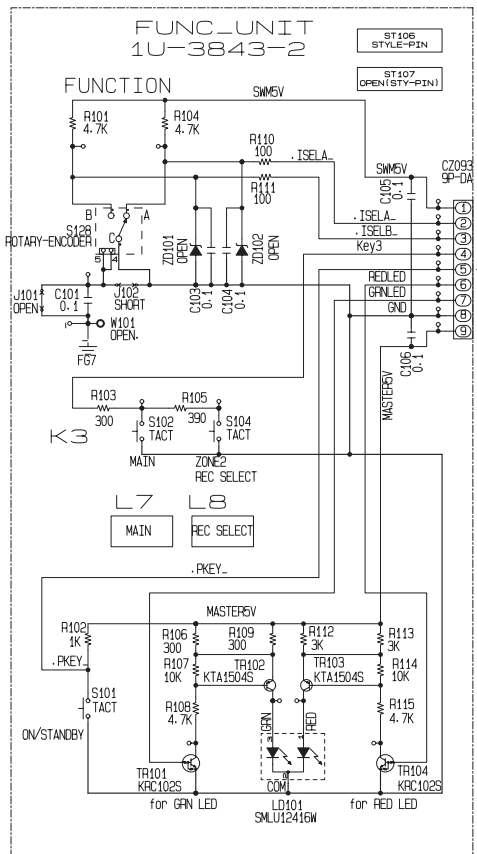 FUNC_UNIT
1U-3843-2
ST106
STYLE-PIN
ST107
OPEN(STY-PIN)
FUNCTION
SWM5V
R101
4.7K
R104
4.7K
R110
100
.ISELA_
R111
100
SWM5V
C105
0.1
CZ093
9P-DA
B
A
C
S128
ROTARY-ENCODER
5
4
ZD101
OPEN
ZD102
OPEN
.ISELA_
.ISELB_
Key3
REDLED
GRNLED
GND
1
2
3
4
5
6
7
8
9
J101
OPEN
C101
0.1
J102
SHORT
C103
0.1
C104
0.1
1
W101
OPEN.
FG7
C106
0.1
MASTER5V
R103
300
R105
390
K3
S102
TACT
S104
TACT
MAIN
ZONE2
REC SELECT
L7
L8
MAIN
REC SELECT
.PKEY_
MASTER5V
R102
1K
R106
300
R109
300
R112
3K
R113
3K
.PKEY_
R107
10K
TR102
KTA1504S
TR103
KTA1504S
R114
10K
S101
TACT
R108
4.7K
R115
4.7K
GRN
RED
3
1
ON/STANDBY
TR101
KRC102S
COM
2
TR104
KRC102S
for GRN LED
LD101
SMLU12416W
for RED LED